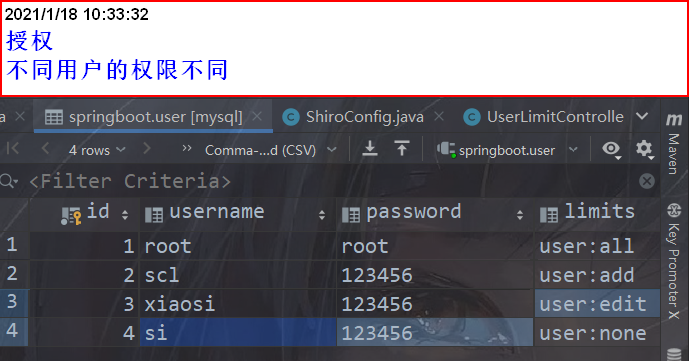 2021/1/18 10:33:32
授权
不同用户的权限不同
a springboot.user [mysql] ShiroConfig.java UserLimitControlle
4 rows Comma-...d (CSV) springboot.user
<Filter Criteria>
id username password limits
1 1 root root user:all
2 2 scl 123456 user:add
3 3 xiaosi 123456 user:edit
4 4 si 123456 user:none
m Maven
Key Promoter X